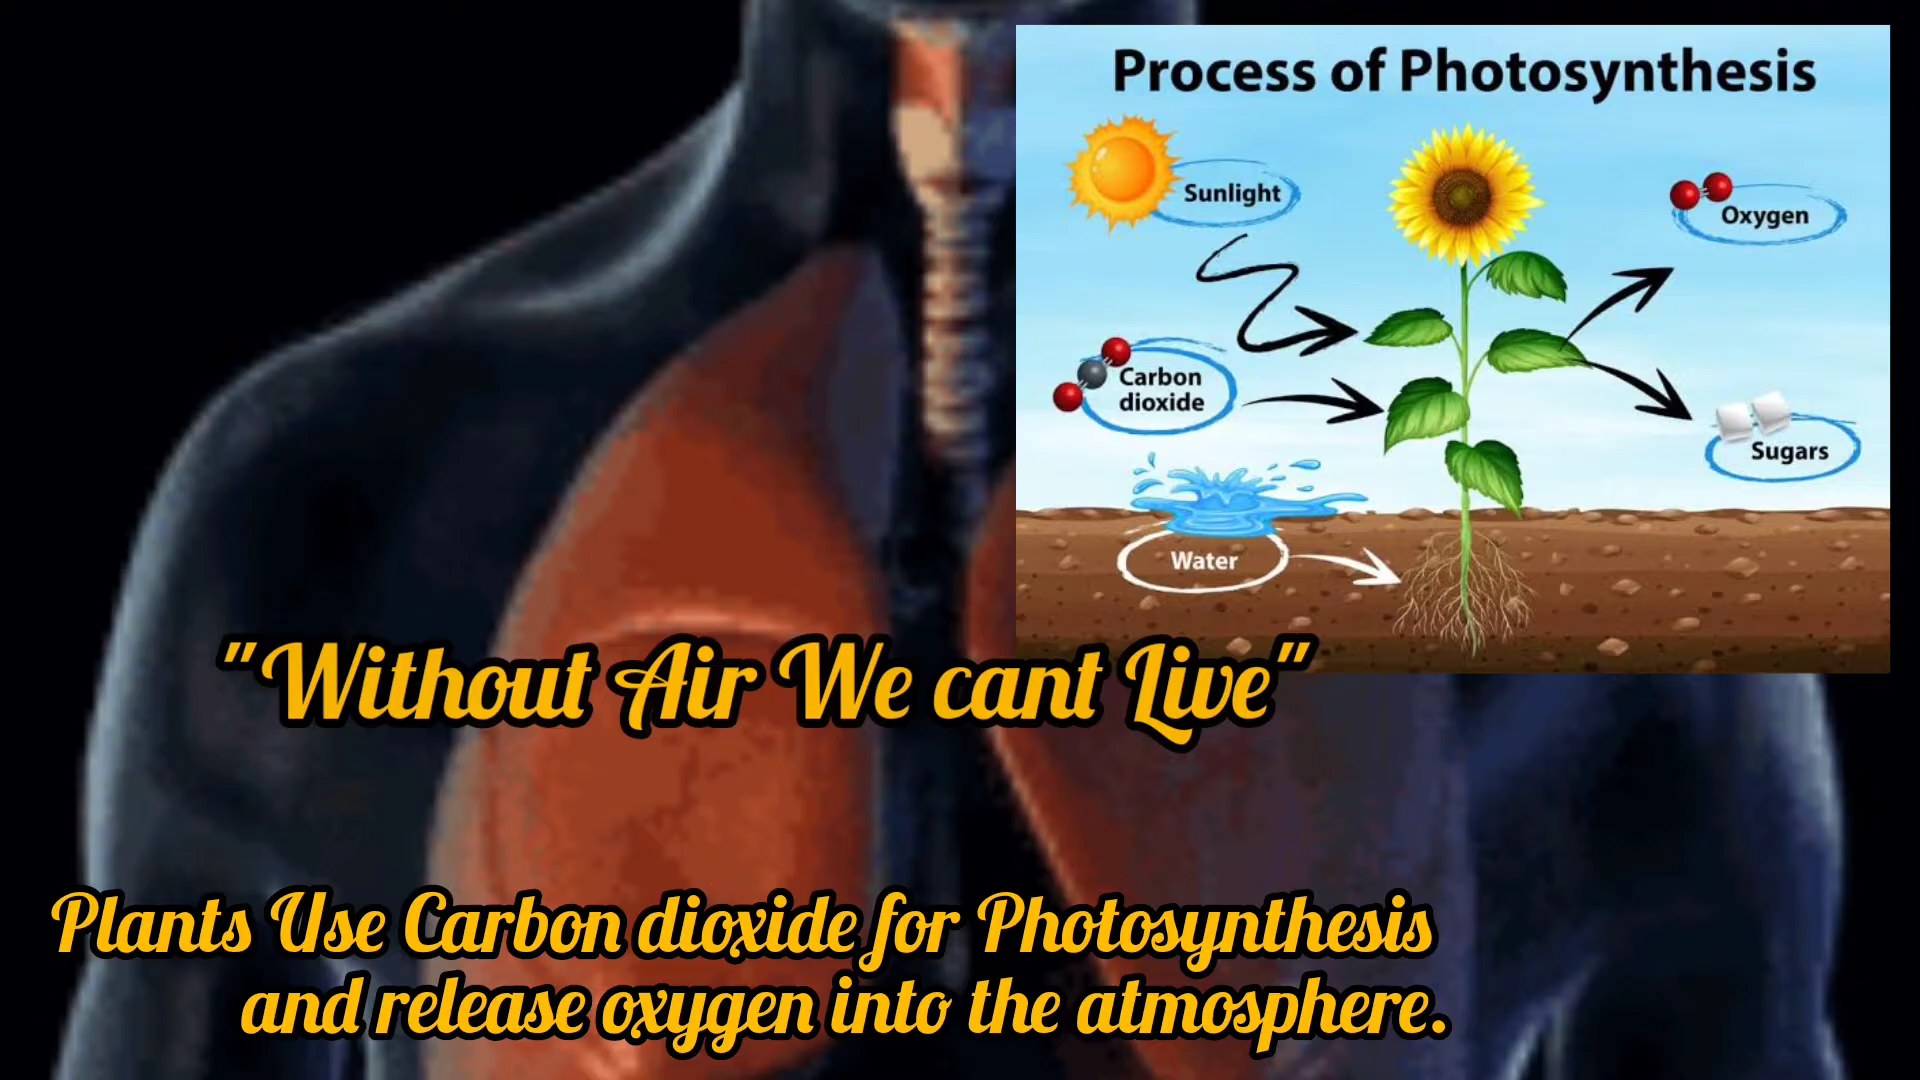 Process of Photosynthesis
Sunlight
Oxygen
Carbon
dioxide
Sugars
Water
"Without Air We cant Live"
Plants Use Carbon dioxide for Photosynthesis
and release oxygen into the atmosphere.